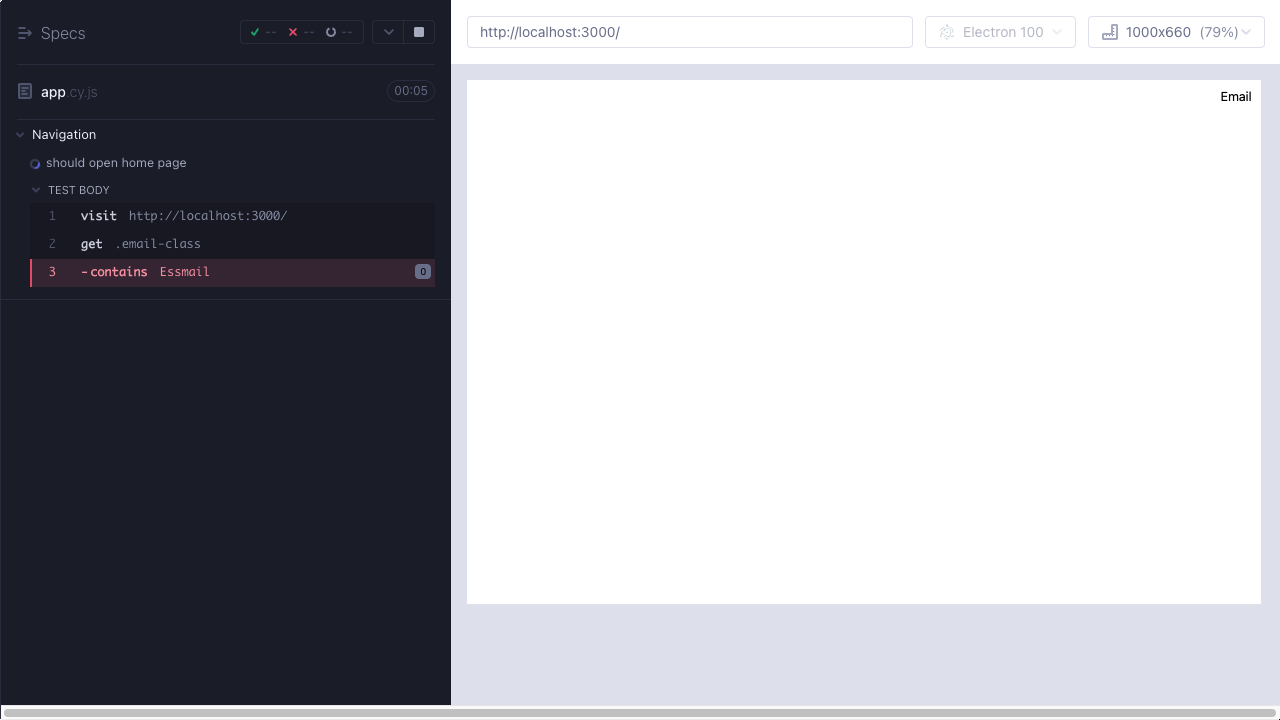 Specs
-- -- --
app.cy.js
00:05
Navigation
should open home page
TEST BODY
1 visit http://localhost:3000/
2 get .email-class
3 -contains Essmail 0
http://localhost:3000/
Electron 100
1000x660 (79%)
Email